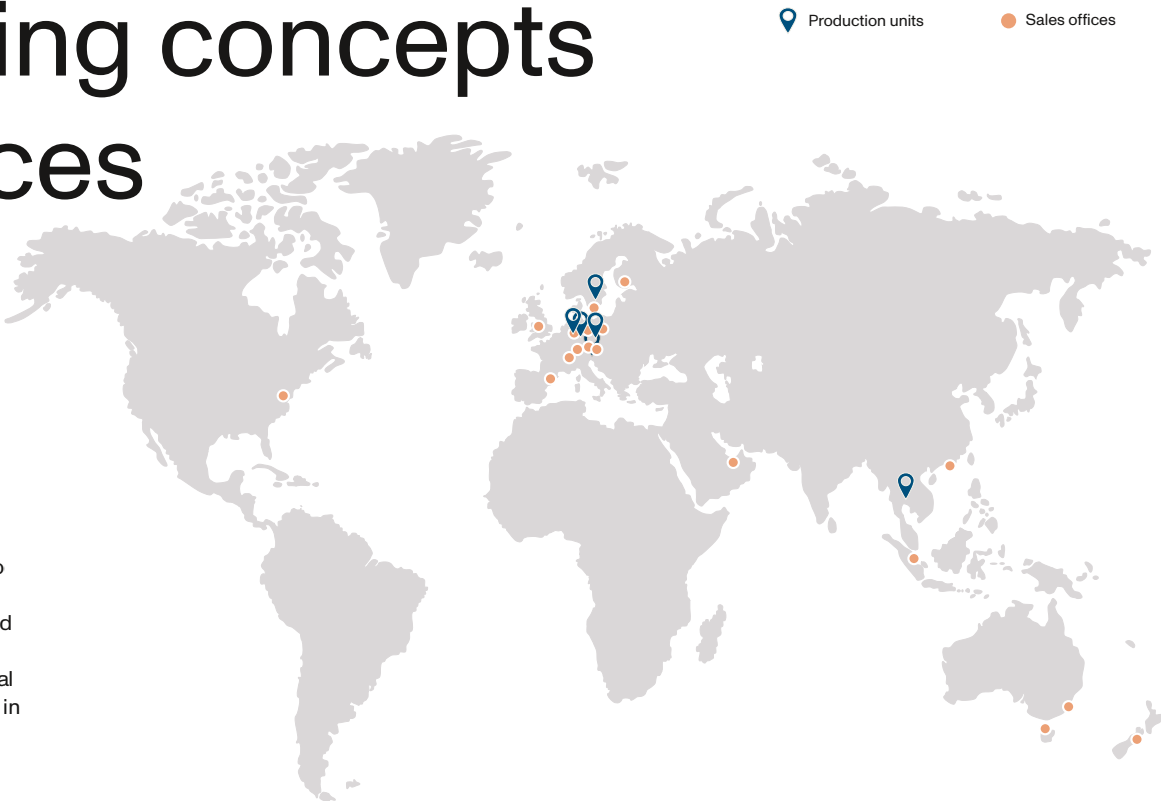 ing concepts
ces
Production units
Sales offices
o
d
al
in